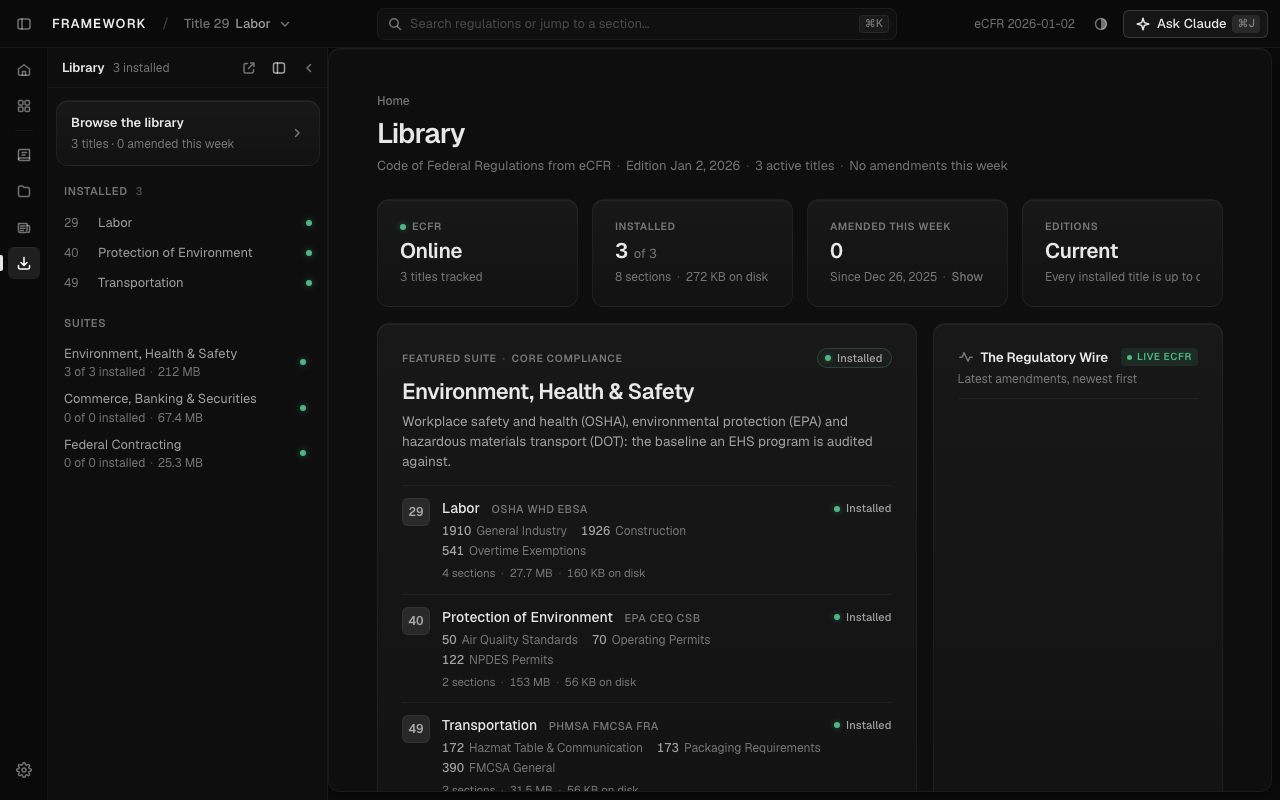 FRAMEWORK / Title 29 Labor
Search regulations or jump to a section... ⌘K
eCFR 2026-01-02
Ask Claude ⌘J
Library 3 installed
Browse the library
3 titles · 0 amended this week
INSTALLED 3
29 Labor
40 Protection of Environment
49 Transportation
SUITES
Environment, Health & Safety
3 of 3 installed · 212 MB
Commerce, Banking & Securities
0 of 0 installed · 67.4 MB
Federal Contracting
0 of 0 installed · 25.3 MB
Home
Library
Code of Federal Regulations from eCFR · Edition Jan 2, 2026 · 3 active titles · No amendments this week
ECFR
Online
3 titles tracked
INSTALLED
3 of 3
8 sections · 272 KB on disk
AMENDED THIS WEEK
0
Since Dec 26, 2025 · Show
EDITIONS
Current
Every installed title is up to
FEATURED SUITE · CORE COMPLIANCE
Installed
Environment, Health & Safety
Workplace safety and health (OSHA), environmental protection (EPA) and
hazardous materials transport (DOT): the baseline an EHS program is audited
against.
29 Labor OSHA WHD EBSA Installed
1910 General Industry 1926 Construction
541 Overtime Exemptions
4 sections · 27.7 MB · 160 KB on disk
40 Protection of Environment EPA CEQ CSB Installed
50 Air Quality Standards 70 Operating Permits
122 NPDES Permits
2 sections · 153 MB · 56 KB on disk
49 Transportation PHMSA FMCSA FRA Installed
172 Hazmat Table & Communication 173 Packaging Requirements
390 FMCSA General
2 sections · 31.5 MB · 56 KB on disk
The Regulatory Wire LIVE ECFR
Latest amendments, newest first